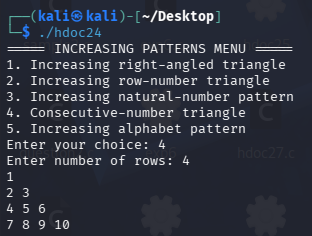 ┌──(kali㉿kali)-[~/Desktop]
└─$ ./hdoc24
═════ INCREASING PATTERNS MENU ═════
1. Increasing right-angled triangle
2. Increasing row-number triangle
3. Increasing natural-number pattern
4. Consecutive-number triangle
5. Increasing alphabet pattern
Enter your choice: 4
Enter number of rows: 4
hdoc27.c
1
2 3
4 5 6
7 8 9 10